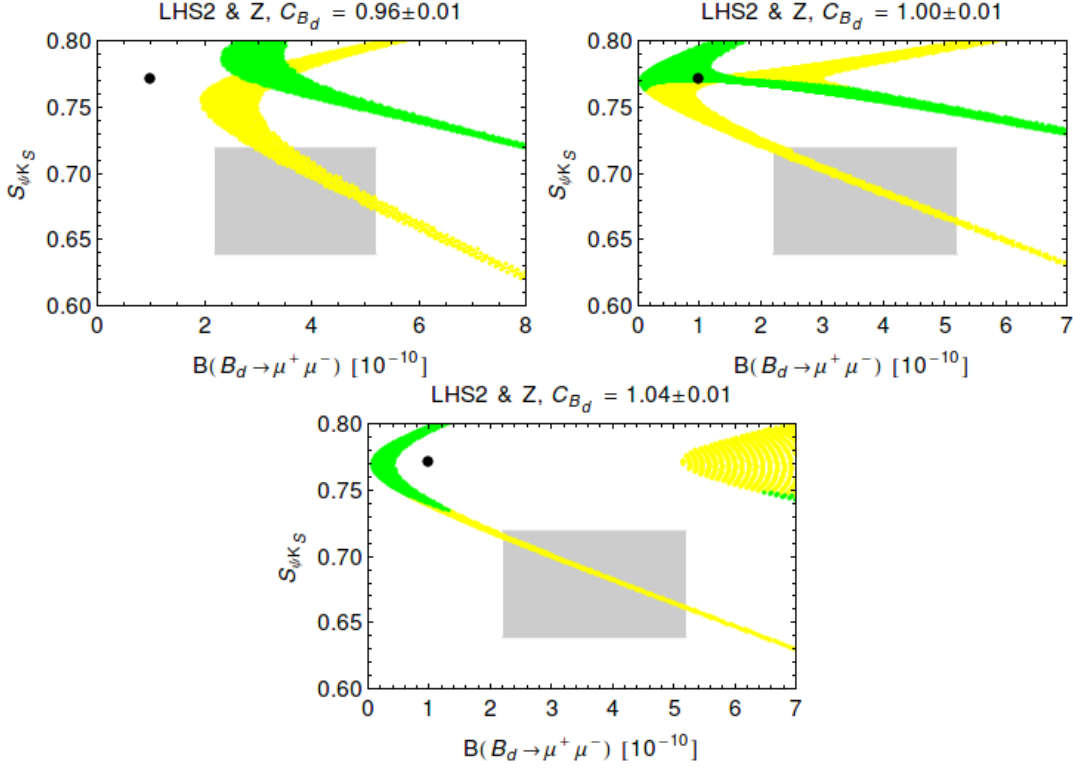 LHS2 & Z, C_{B_d} = 0.96±0.01
0.80
0.75
0.70
0.65
0.60
S_{ψK_S}
0 2 4 6 8
B(B_d→μ⁺ μ⁻) [10⁻¹⁰]
LHS2 & Z, C_{B_d} = 1.00±0.01
0.80
0.75
0.70
0.65
0.60
S_{ψK_S}
0 1 2 3 4 5 6 7
B(B_d→μ⁺ μ⁻) [10⁻¹⁰]
LHS2 & Z, C_{B_d} = 1.04±0.01
0.80
0.75
0.70
0.65
0.60
S_{ψK_S}
0 1 2 3 4 5 6 7
B(B_d→μ⁺ μ⁻) [10⁻¹⁰]